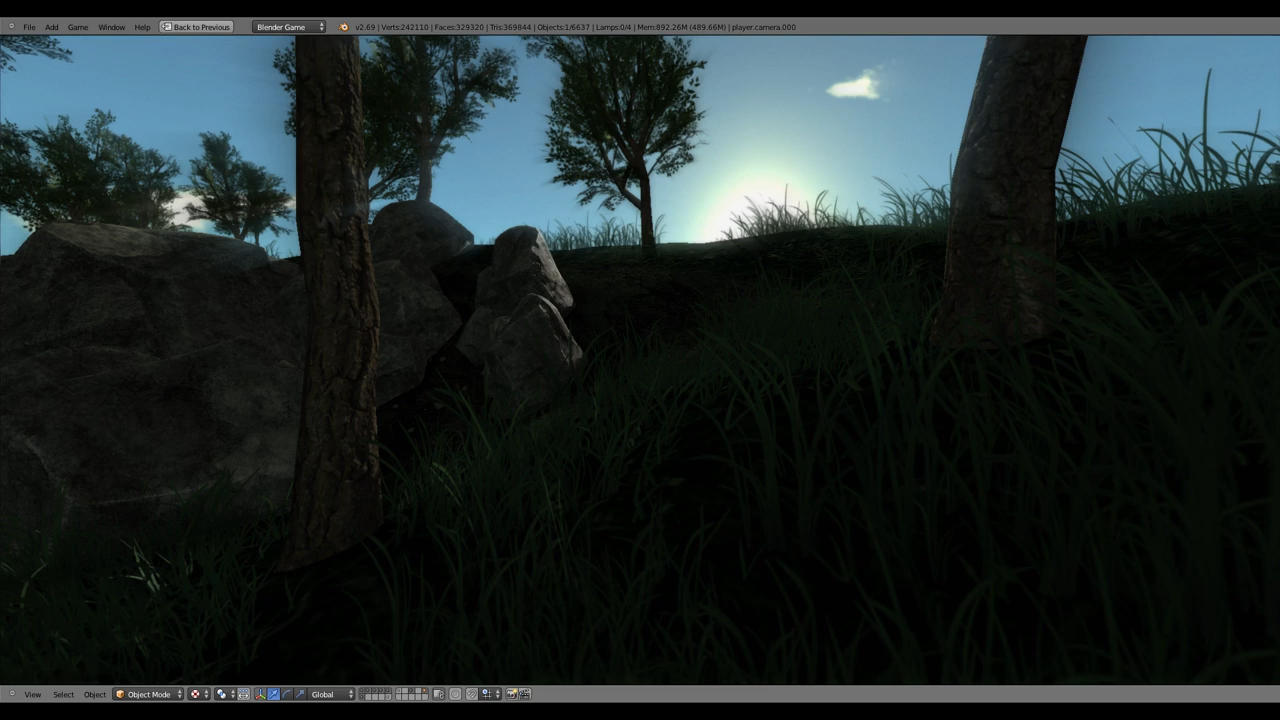 File Add Game Window Help Back to Previous Blender Game v2.69 | Verts:242110 | Faces:329320 | Tris:369844 | Objects:1/6637 | Lamps:0/4 | Mem:892.26M (489.66M) | player.camera.000
View Select Object Object Mode Global